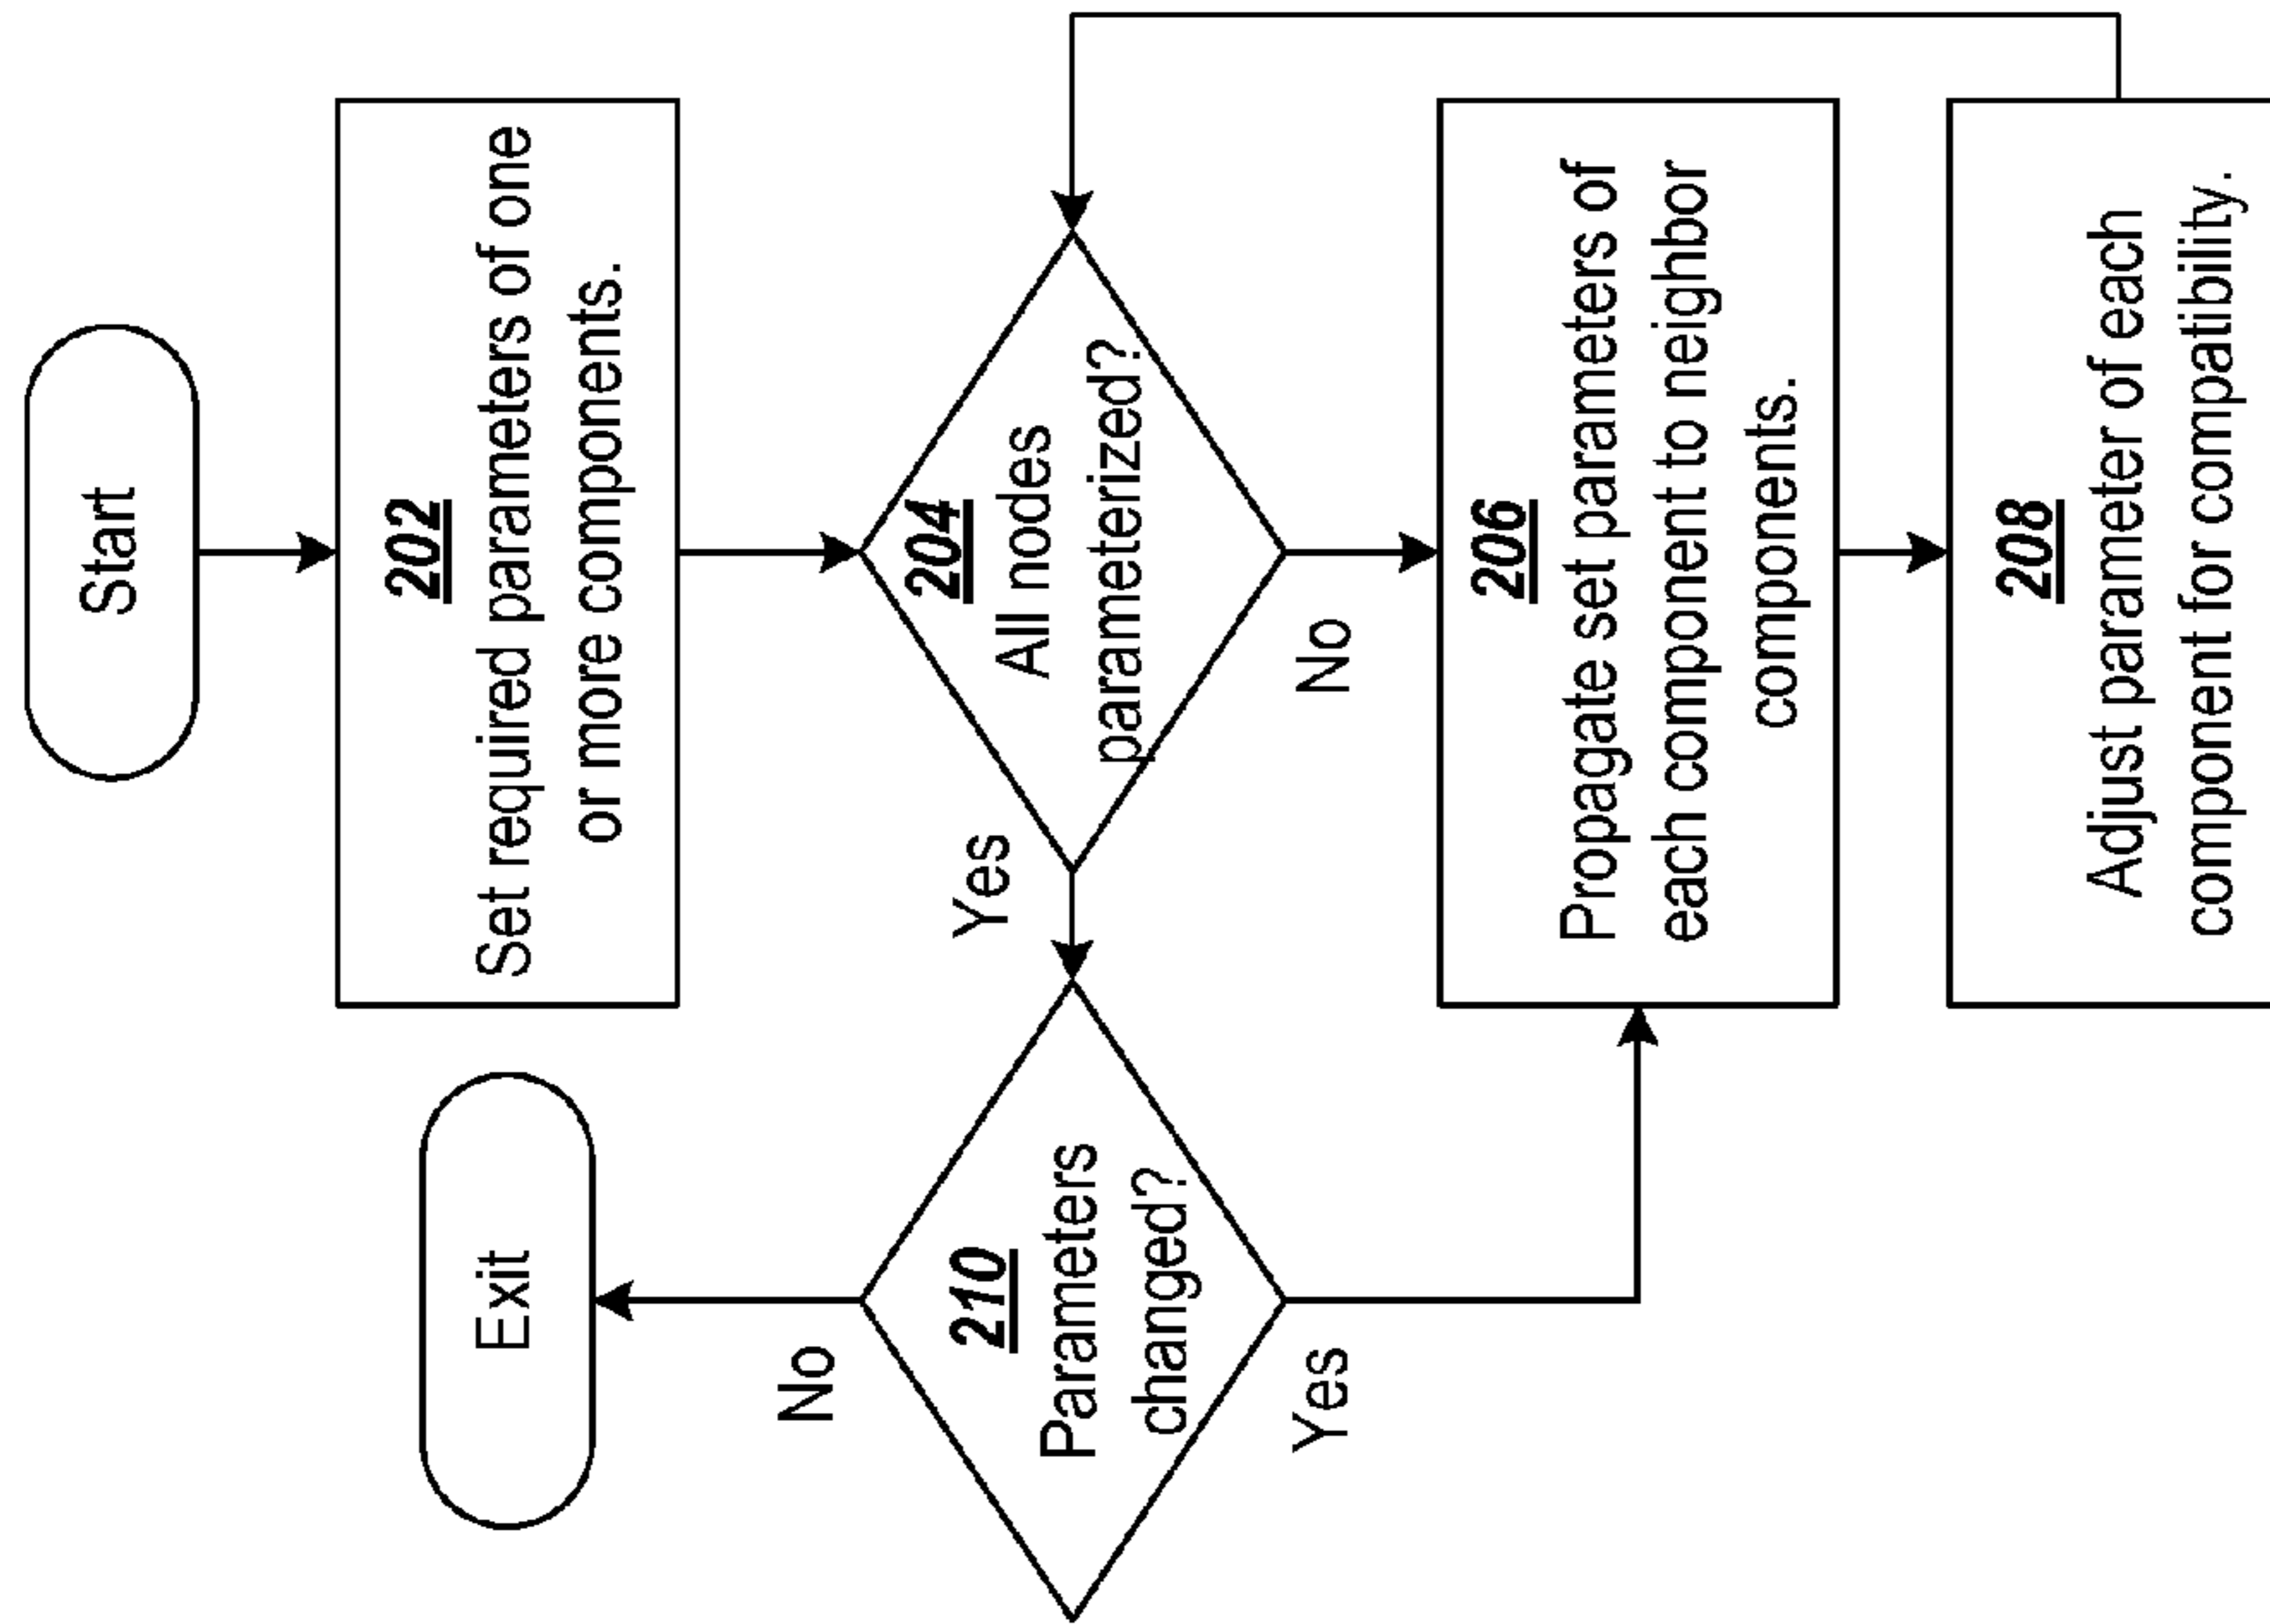 Start
202
Set required parameters of one
or more components.
204
All nodes
parameterized?
Yes
No
206
Propagate set parameters of
each component to neighbor
components.
208
Adjust parameter of each
component for compatibility.
210
Parameters
changed?
No
Yes
Exit